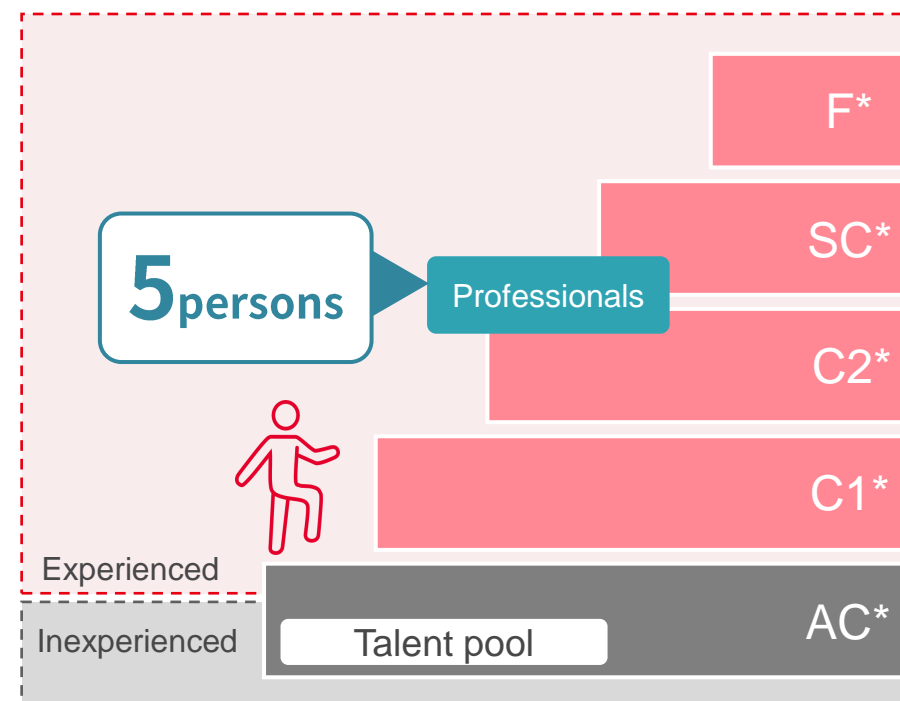 F*
SC*
5persons
Professionals
C2*
C1*
Experienced
AC*
Inexperienced
Talent pool